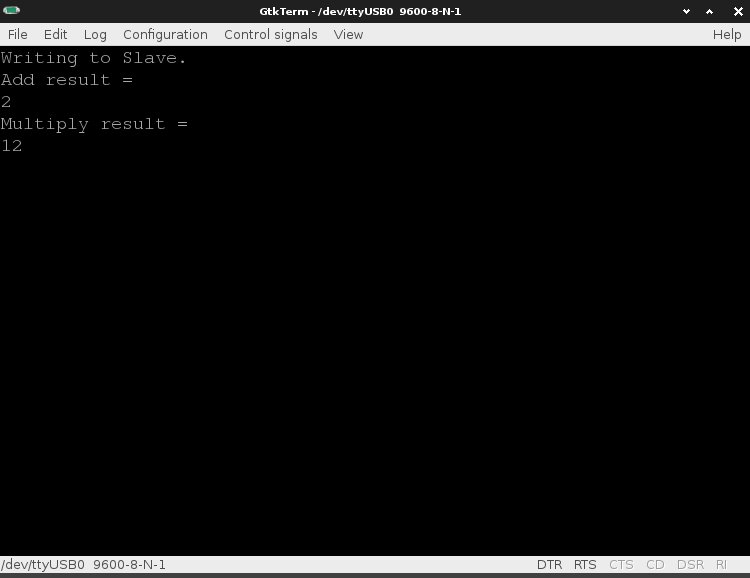 GtkTerm - /dev/ttyUSB0 9600-8-N-1
File Edit Log Configuration Control signals View Help
Writing to Slave.
Add result =
2
Multiply result =
12
/dev/ttyUSB0 9600-8-N-1 DTR RTS CTS CD DSR RI